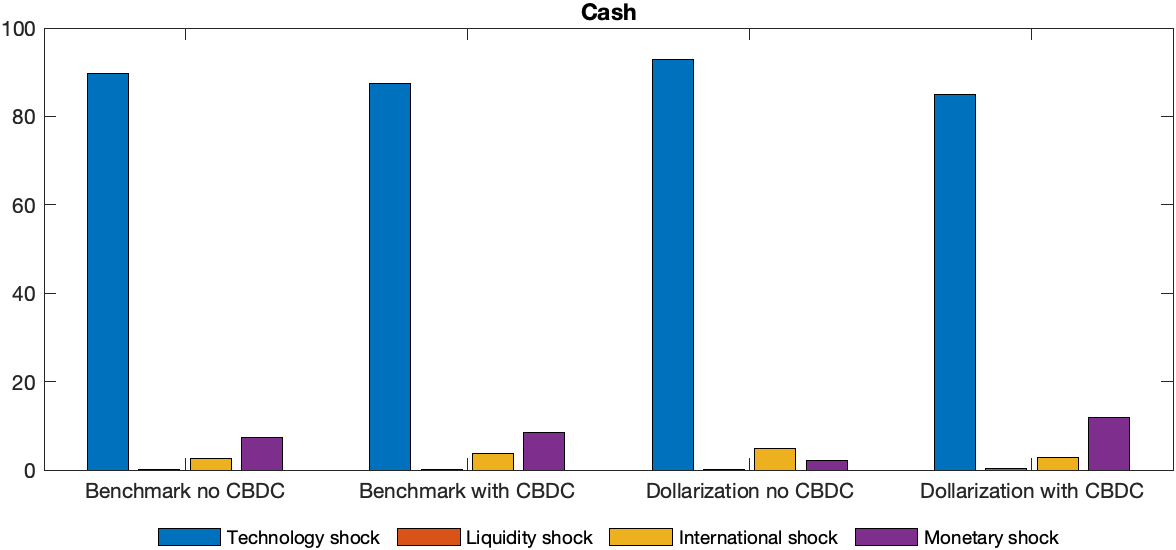 Cash
100
80
60
40
20
0
Benchmark no CBDC Benchmark with CBDC Dollarization no CBDC Dollarization with CBDC
Technology shock Liquidity shock International shock Monetary shock